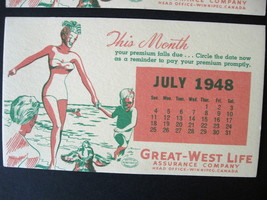 ASSURANCE COMPANY
HEAD OFFICE-WINNIPEG, CANADA
This Month
your premium falls due... Circle the date now
as a reminder to pay your premium promptly.
JULY 1948
Sun. Mon. Tue. Wed. Thu. Fri. Sat.
1 2 3
4 5 6 7 8 9 10
11 12 13 14 15 16 17
18 19 20 21 22 23 24
25 26 27 28 29 30 31
GREAT-WEST LIFE
ASSURANCE COMPANY
HEAD OFFICE-WINNIPEG, CANADA